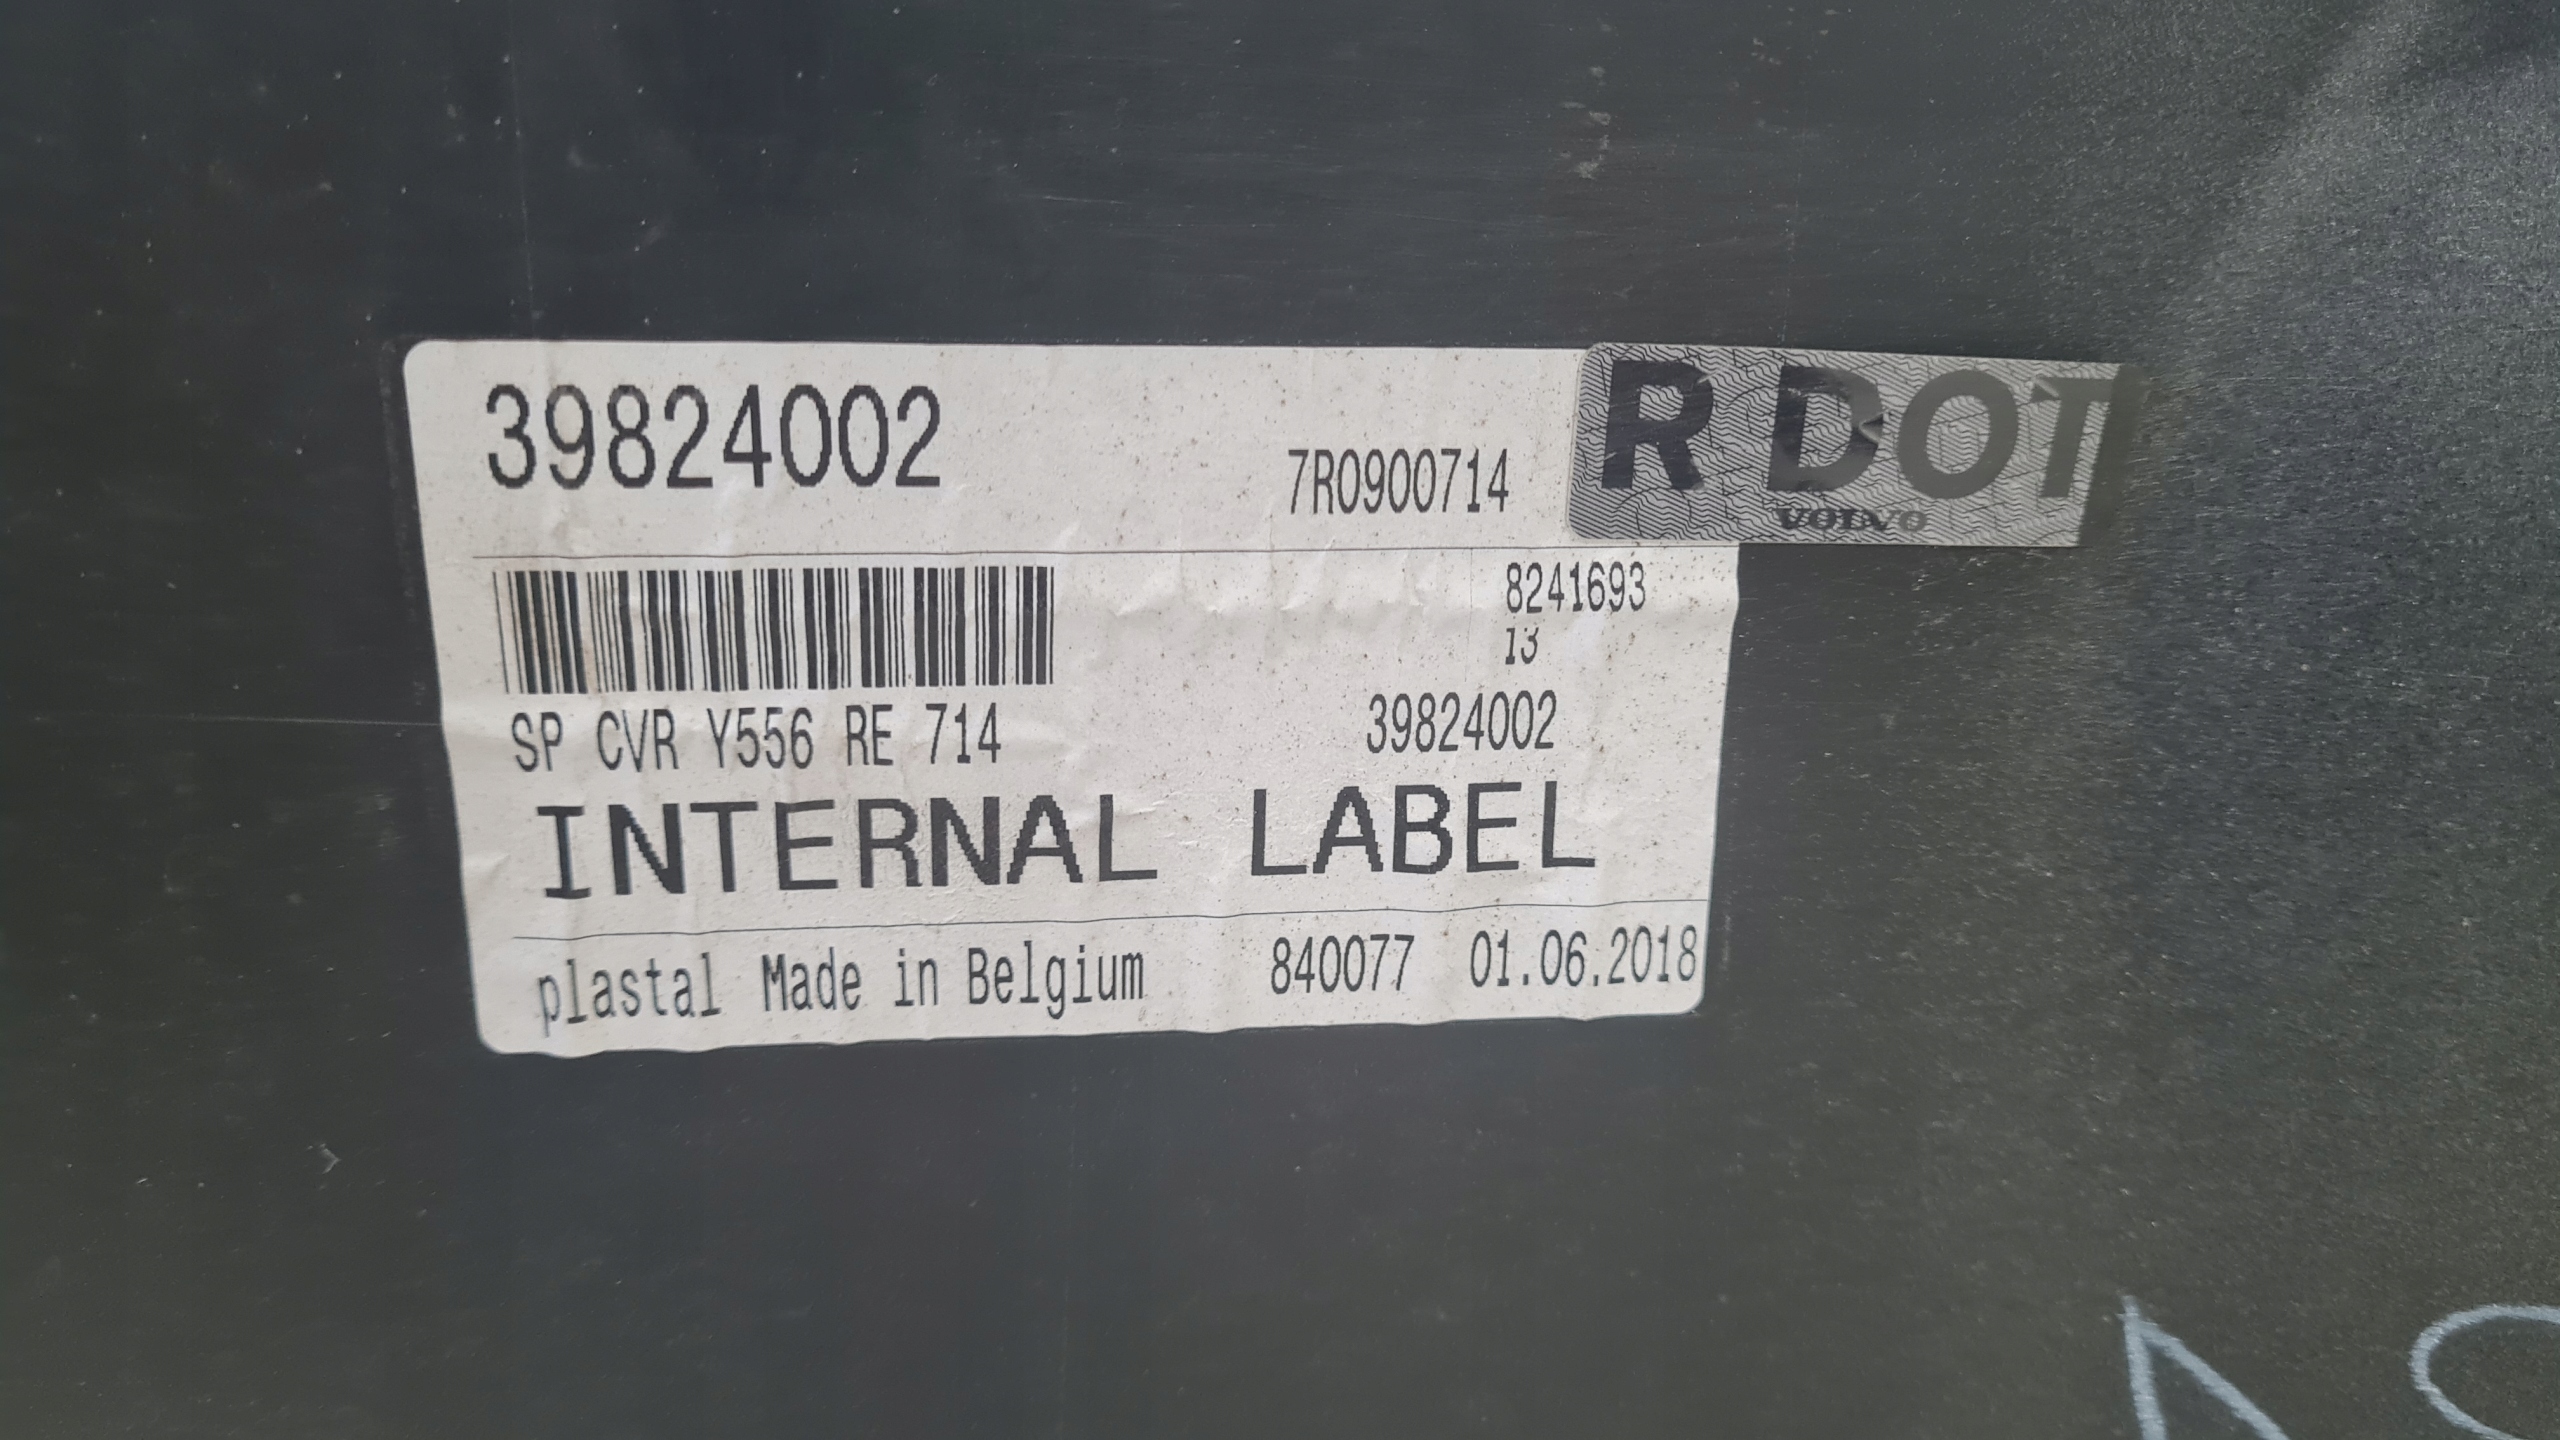 39824002
7R0900714
R DOT
VOLVO
8241693
13
SP CVR Y556 RE 714
39824002
INTERNAL LABEL
plastal Made in Belgium 840077 01.06.2018